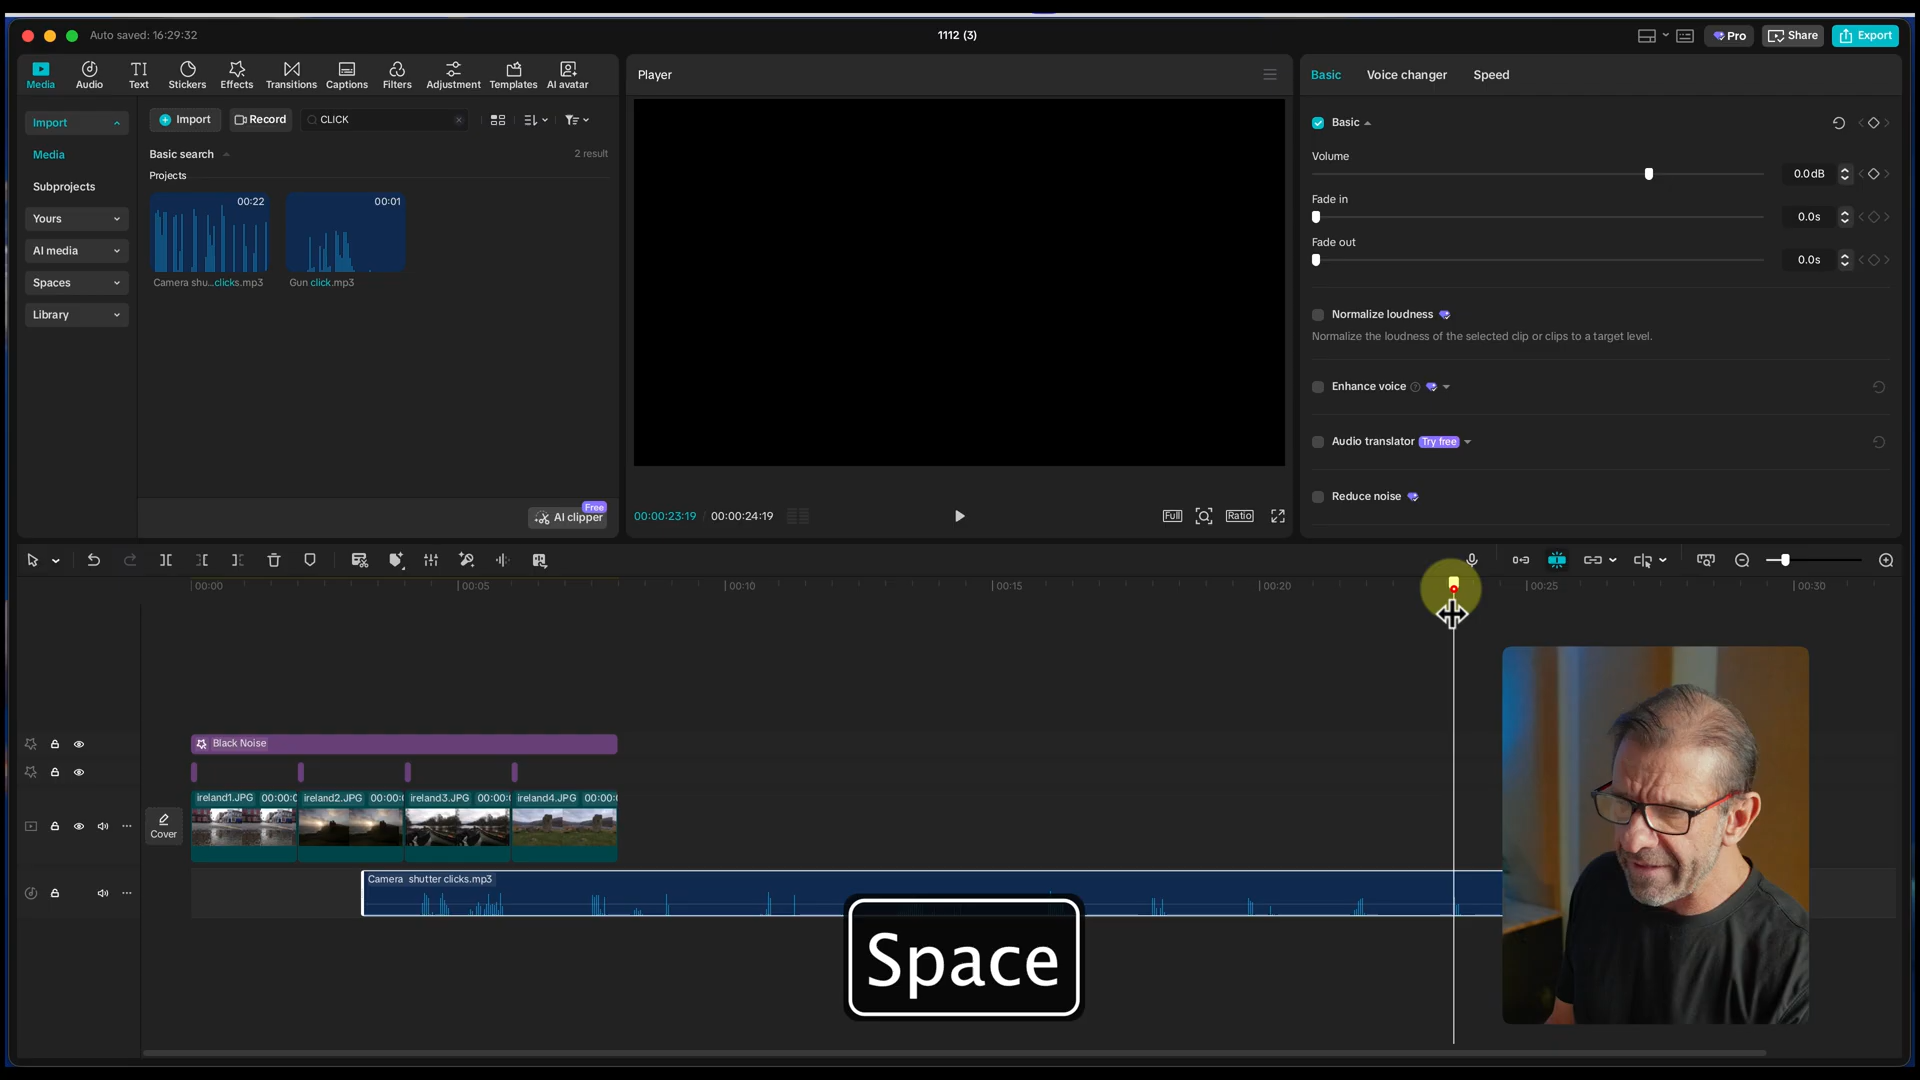 Auto saved: 16:29:32
1112 (3)
Pro
Share
Export
Media
Audio
Text
Stickers
Effects
Transitions
Captions
Filters
Adjustment
Templates
AI avatar
Player
Basic
Voice changer
Speed
Import
Media
Subprojects
Yours
AI media
Spaces
Library
Import
Record
CLICK
Basic search
2 result
Projects
00:22
00:01
Camera shu...clicks.mp3
Gun click.mp3
Free
AI clipper
00:00:23:19 / 00:00:24:19
Full
Ratio
Basic
Volume
0.0dB
Fade in
0.0s
Fade out
0.0s
Normalize loudness
Normalize the loudness of the selected clip or clips to a target level.
Enhance voice
Audio translator Try free
Reduce noise
00:00
00:05
00:10
00:15
00:20
00:25
00:30
Black Noise
ireland1.JPG 00:00:0
ireland2.JPG 00:00:0
ireland3.JPG 00:00:
ireland4.JPG 00:00:
Cover
Camera shutter clicks.mp3
Space